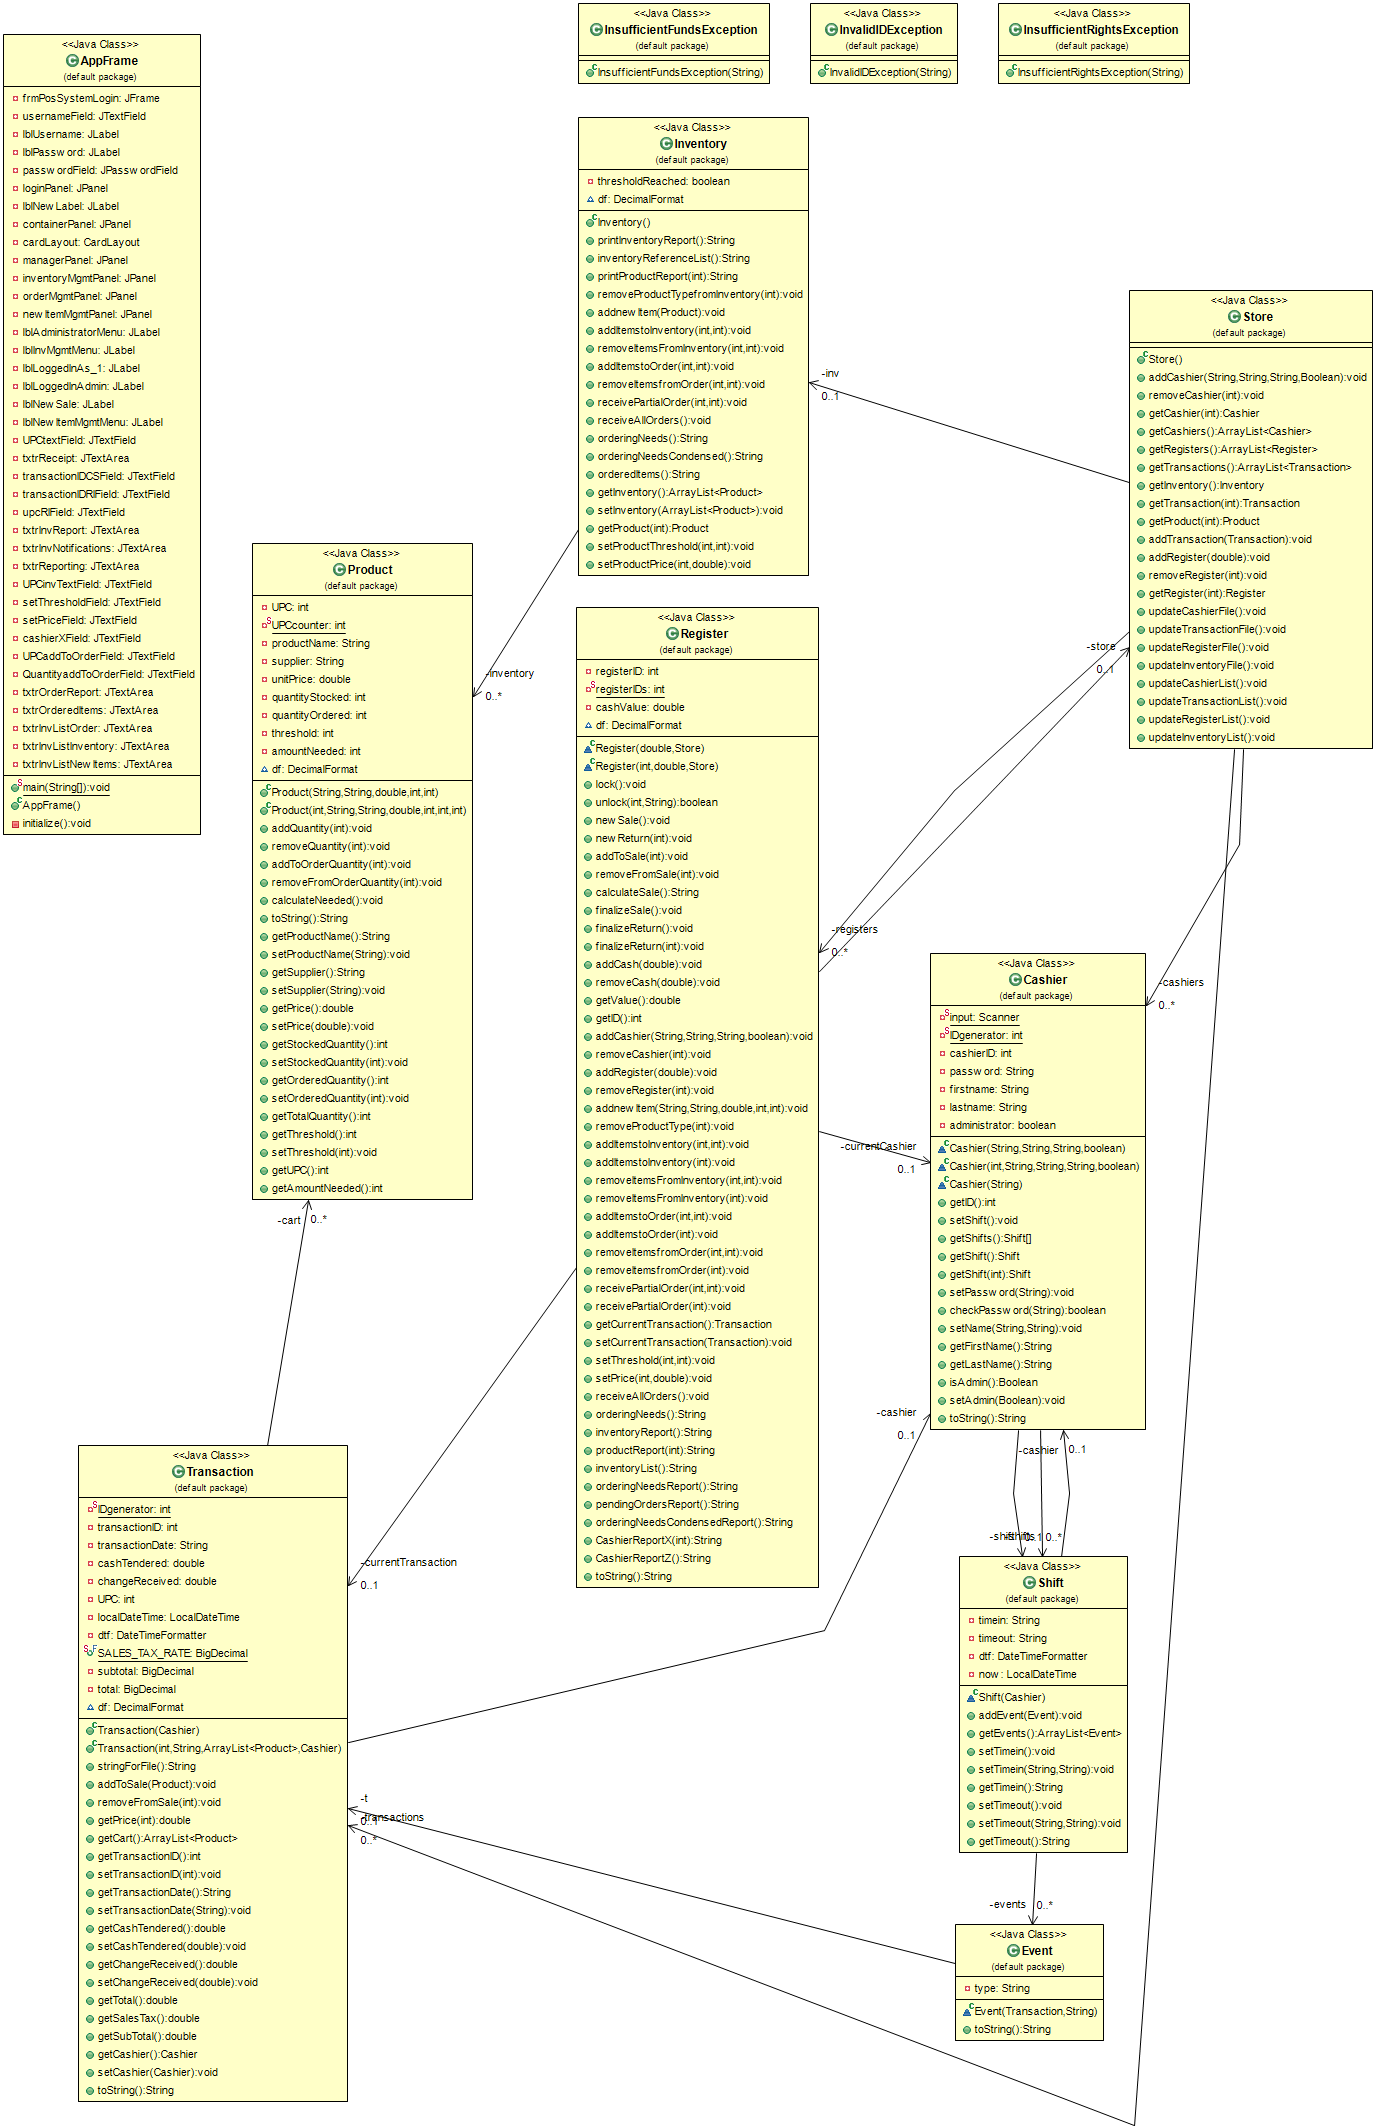 <<Java Class>>
AppFrame
(default package)
frmPosSystemLogin: JFrame
usernameField: JTextField
lblUsername: JLabel
lblPassword: JLabel
passwordField: JPasswordField
loginPanel: JPanel
lblNewLabel: JLabel
containerPanel: JPanel
cardLayout: CardLayout
managerPanel: JPanel
inventoryMgmtPanel: JPanel
orderMgmtPanel: JPanel
newItemMgmtPanel: JPanel
lblAdministratorMenu: JLabel
lblInvMgmtMenu: JLabel
lblLoggedInAs_1: JLabel
lblLoggedInAdmin: JLabel
lblNewSale: JLabel
lblNewItemMgmtMenu: JLabel
UPCtextField: JTextField
txtrReceipt: JTextArea
transactionIDCSField: JTextField
transactionIDRIField: JTextField
upcRIField: JTextField
txtrInvReport: JTextArea
txtrInvNotifications: JTextArea
txtrReporting: JTextArea
UPCinvTextField: JTextField
setThresholdField: JTextField
setPriceField: JTextField
cashierXField: JTextField
UPCaddToOrderField: JTextField
QuantityaddToOrderField: JTextField
txtrOrderReport: JTextArea
txtrOrderedItems: JTextArea
txtrInvListOrder: JTextArea
txtrInvListInventory: JTextArea
txtrInvListNewItems: JTextArea
main(String[]):void
AppFrame()
initialize():void
<<Java Class>>
InsufficientFundsException
(default package)
InsufficientFundsException(String)
<<Java Class>>
InvalidIDException
(default package)
InvalidIDException(String)
<<Java Class>>
InsufficientRightsException
(default package)
InsufficientRightsException(String)
<<Java Class>>
Inventory
(default package)
thresholdReached: boolean
df: DecimalFormat
Inventory()
printInventoryReport():String
inventoryReferenceList():String
printProductReport(int):String
removeProductTypefromInventory(int):void
addnewItem(Product):void
addItemstoInventory(int,int):void
removeItemsFromInventory(int,int):void
addItemstoOrder(int,int):void
removeItemsfromOrder(int,int):void
receivePartialOrder(int,int):void
receiveAllOrders():void
orderingNeeds():String
orderingNeedsCondensed():String
orderedItems():String
getInventory():ArrayList<Product>
setInventory(ArrayList<Product>):void
getProduct(int):Product
setProductThreshold(int,int):void
setProductPrice(int,double):void
-inv
0..1
<<Java Class>>
Store
(default package)
Store()
addCashier(String,String,String,Boolean):void
removeCashier(int):void
getCashier(int):Cashier
getCashiers():ArrayList<Cashier>
getRegisters():ArrayList<Register>
getTransactions():ArrayList<Transaction>
getInventory():Inventory
getTransaction(int):Transaction
getProduct(int):Product
addTransaction(Transaction):void
addRegister(double):void
removeRegister(int):void
getRegister(int):Register
updateCashierFile():void
updateTransactionFile():void
updateRegisterFile():void
updateInventoryFile():void
updateCashierList():void
updateTransactionList():void
updateRegisterList():void
updateInventoryList():void
<<Java Class>>
Product
(default package)
UPC: int
UPCcounter: int
productName: String
supplier: String
unitPrice: double
quantityStocked: int
quantityOrdered: int
threshold: int
amountNeeded: int
df: DecimalFormat
Product(String,String,double,int,int)
Product(int,String,String,double,int,int,int)
addQuantity(int):void
removeQuantity(int):void
addToOrderQuantity(int):void
removeFromOrderQuantity(int):void
calculateNeeded():void
toString():String
getProductName():String
setProductName(String):void
getSupplier():String
setSupplier(String):void
getPrice():double
setPrice(double):void
getStockedQuantity():int
setStockedQuantity(int):void
getOrderedQuantity():int
setOrderedQuantity(int):void
getTotalQuantity():int
getThreshold():int
setThreshold(int):void
getUPC():int
getAmountNeeded():int
-inventory
0..*
-cart
0..*
<<Java Class>>
Register
(default package)
registerID: int
registerIDs: int
cashValue: double
df: DecimalFormat
Register(double,Store)
Register(int,double,Store)
lock():void
unlock(int,String):boolean
newSale():void
newReturn(int):void
addToSale(int):void
removeFromSale(int):void
calculateSale():String
finalizeSale():void
finalizeReturn():void
finalizeReturn(int):void
addCash(double):void
removeCash(double):void
getValue():double
getID():int
addCashier(String,String,String,boolean):void
removeCashier(int):void
addRegister(double):void
removeRegister(int):void
addnewItem(String,String,double,int,int):void
removeProductType(int):void
addItemstoInventory(int,int):void
addItemstoInventory(int):void
removeItemsFromInventory(int,int):void
removeItemsFromInventory(int):void
addItemstoOrder(int,int):void
addItemstoOrder(int):void
removeItemsfromOrder(int,int):void
removeItemsfromOrder(int):void
receivePartialOrder(int,int):void
receivePartialOrder(int):void
getCurrentTransaction():Transaction
setCurrentTransaction(Transaction):void
setThreshold(int,int):void
setPrice(int,double):void
receiveAllOrders():void
orderingNeeds():String
inventoryReport():String
productReport(int):String
inventoryList():String
orderingNeedsReport():String
pendingOrdersReport():String
orderingNeedsCondensedReport():String
CashierReportX(int):String
CashierReportZ():String
toString():String
-store
0..1
-registers
0..*
-cashiers
0..*
-currentCashier
0..1
<<Java Class>>
Cashier
(default package)
input: Scanner
IDgenerator: int
cashierID: int
password: String
firstname: String
lastname: String
administrator: boolean
Cashier(String,String,String,boolean)
Cashier(int,String,String,String,boolean)
Cashier(String)
getID():int
setShift():void
getShifts():Shift[]
getShift():Shift
getShift(int):Shift
setPassword(String):void
checkPassword(String):boolean
setName(String,String):void
getFirstName():String
getLastName():String
isAdmin():Boolean
setAdmin(Boolean):void
toString():String
-cashier
0..1
-cashier
0..1
0..*
<<Java Class>>
Transaction
(default package)
IDgenerator: int
transactionID: int
transactionDate: String
cashTendered: double
changeReceived: double
UPC: int
localDateTime: LocalDateTime
dtf: DateTimeFormatter
SALES_TAX_RATE: BigDecimal
subtotal: BigDecimal
total: BigDecimal
df: DecimalFormat
Transaction(Cashier)
Transaction(int,String,ArrayList<Product>,Cashier)
stringForFile():String
addToSale(Product):void
removeFromSale(int):void
getPrice(int):double
getCart():ArrayList<Product>
getTransactionID():int
setTransactionID(int):void
getTransactionDate():String
setTransactionDate(String):void
getCashTendered():double
setCashTendered(double):void
getChangeReceived():double
setChangeReceived(double):void
getTotal():double
getSalesTax():double
getSubTotal():double
getCashier():Cashier
setCashier(Cashier):void
toString():String
-currentTransaction
0..1
-t
0..1
-transactions
0..*
<<Java Class>>
Shift
(default package)
timein: String
timeout: String
dtf: DateTimeFormatter
now: LocalDateTime
Shift(Cashier)
addEvent(Event):void
getEvents():ArrayList<Event>
setTimein():void
setTimein(String,String):void
getTimein():String
setTimeout():void
setTimeout(String,String):void
getTimeout():String
-events
0..*
<<Java Class>>
Event
(default package)
type: String
Event(Transaction,String)
toString():String